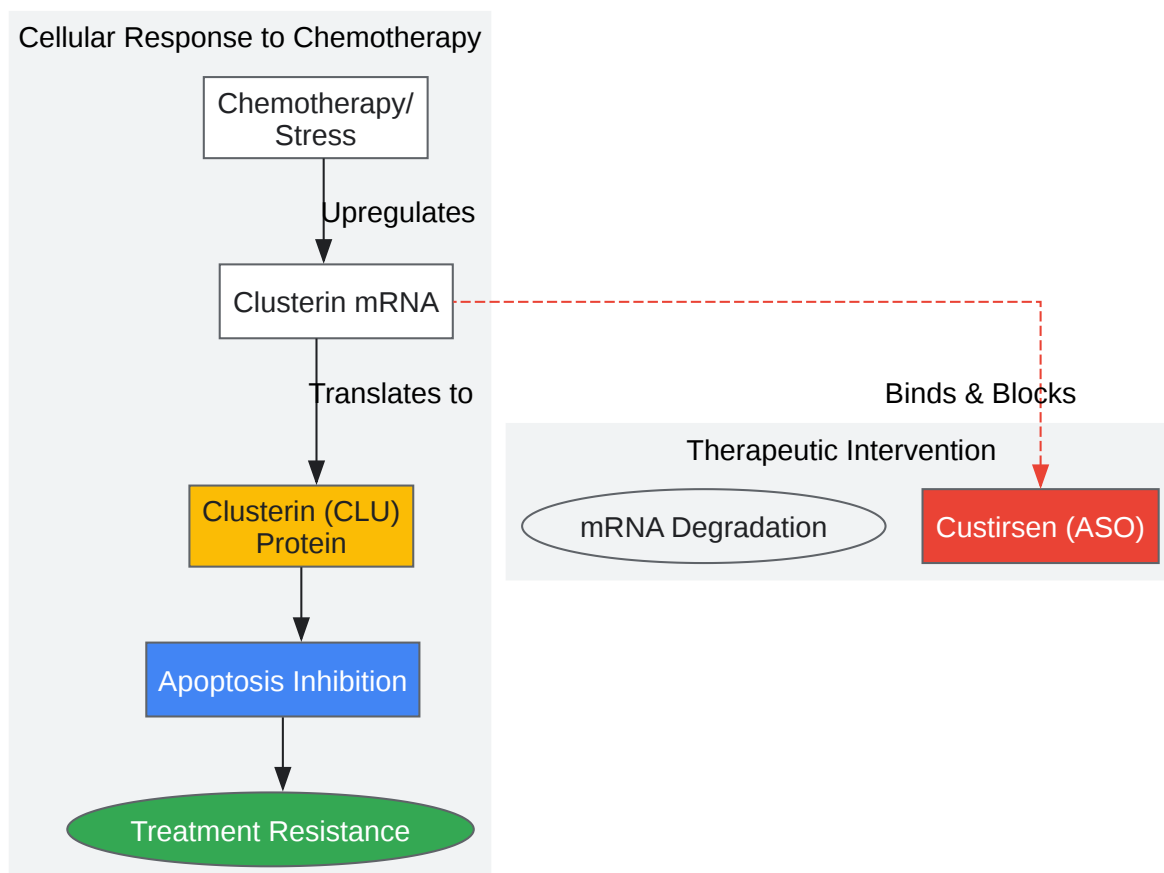 Cellular Response to Chemotherapy
Chemotherapy/
Stress
Upregulates
Clusterin mRNA
Translates to
Binds & Blocks
Therapeutic Intervention
Clusterin (CLU)
Protein
mRNA Degradation
Custirsen (ASO)
Apoptosis Inhibition
Treatment Resistance